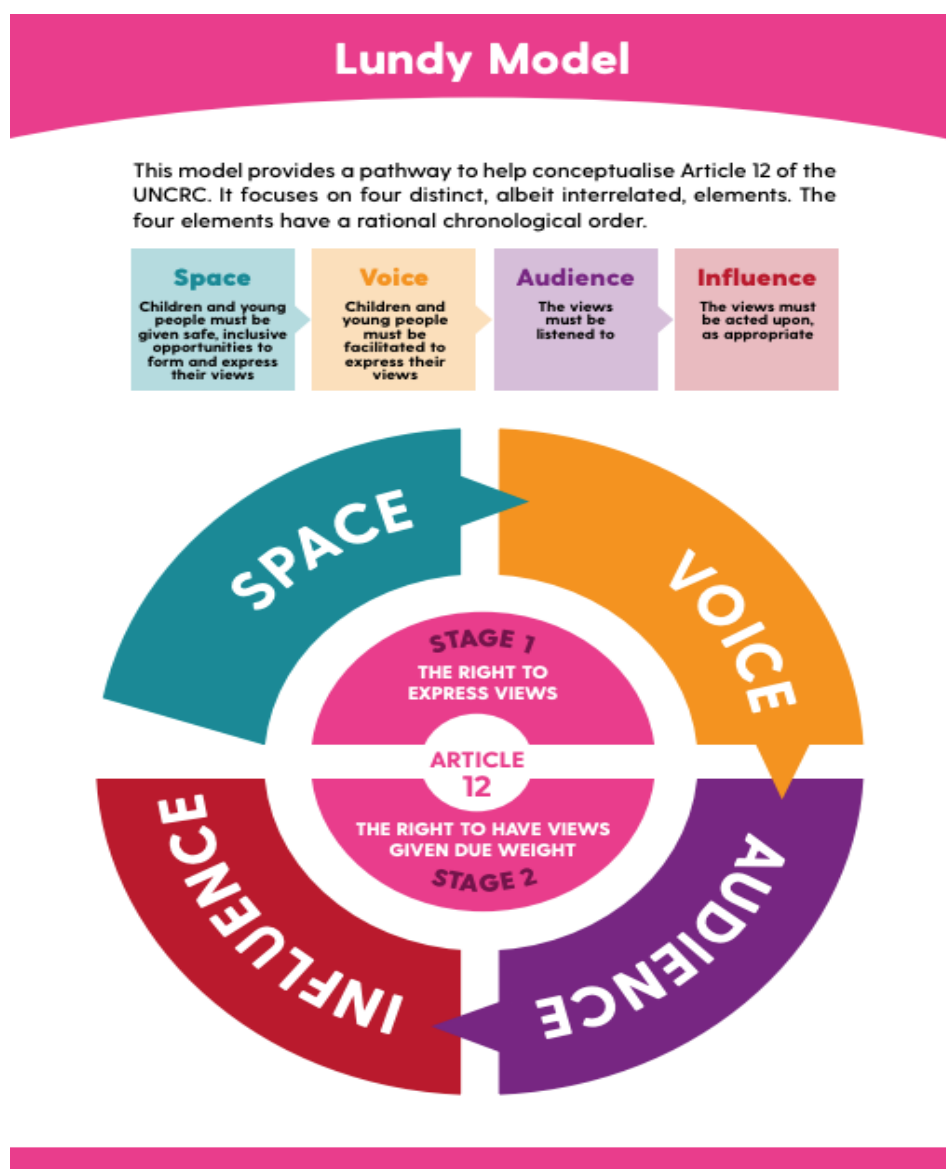 Lundy Model
This model provides a pathway to help conceptualise Article 12 of the
UNCRC. It focuses on four distinct, albeit interrelated, elements. The
four elements have a rational chronological order.
Space
Children and young
people must be
given safe, inclusive
opportunities to
form and express
their views
Voice
Children and
young people
must be
facilitated to
express their
views
Audience
The views
must be
listened to
Influence
The views must
be acted upon,
as appropriate
SPACE
VOICE
STAGE 1
THE RIGHT TO
EXPRESS VIEWS
ARTICLE
12
THE RIGHT TO HAVE VIEWS
GIVEN DUE WEIGHT
STAGE 2
AUDIENCE
INFLUENCE